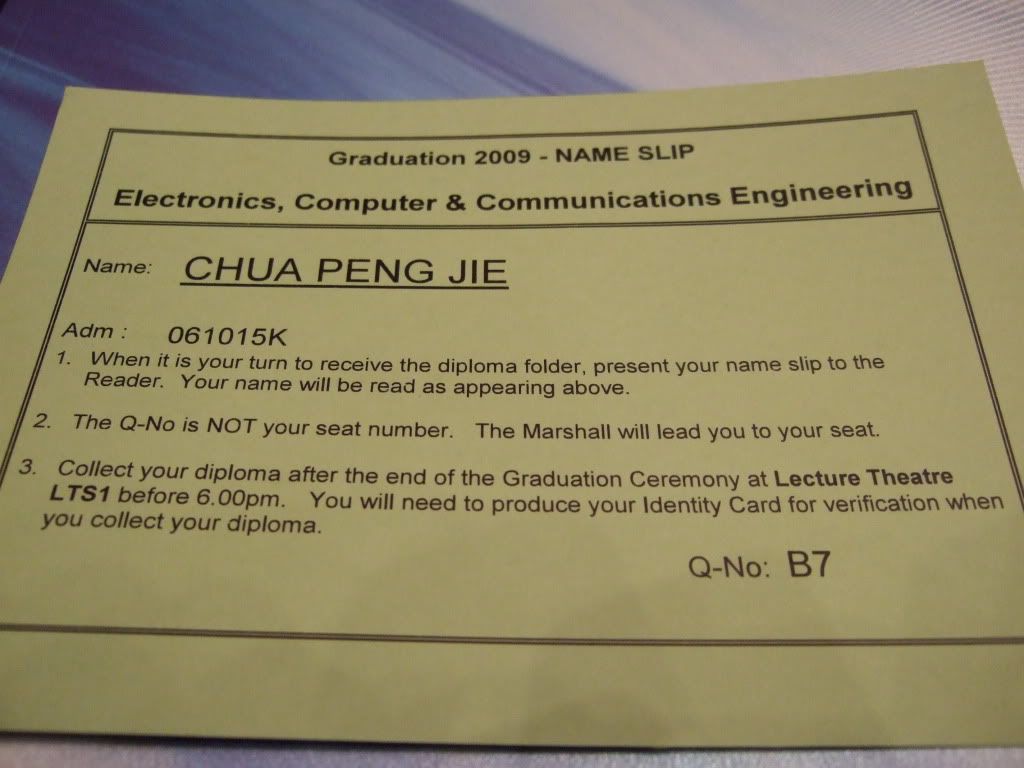 Graduation 2009 - NAME SLIP
Electronics, Computer & Communications Engineering
Name: CHUA PENG JIE
Adm : 061015K
1. When it is your turn to receive the diploma folder, present your name slip to the
Reader. Your name will be read as appearing above.
2. The Q-No is NOT your seat number. The Marshall will lead you to your seat.
3. Collect your diploma after the end of the Graduation Ceremony at Lecture Theatre
LTS1 before 6.00pm. You will need to produce your Identity Card for verification when
you collect your diploma.
Q-No: B7